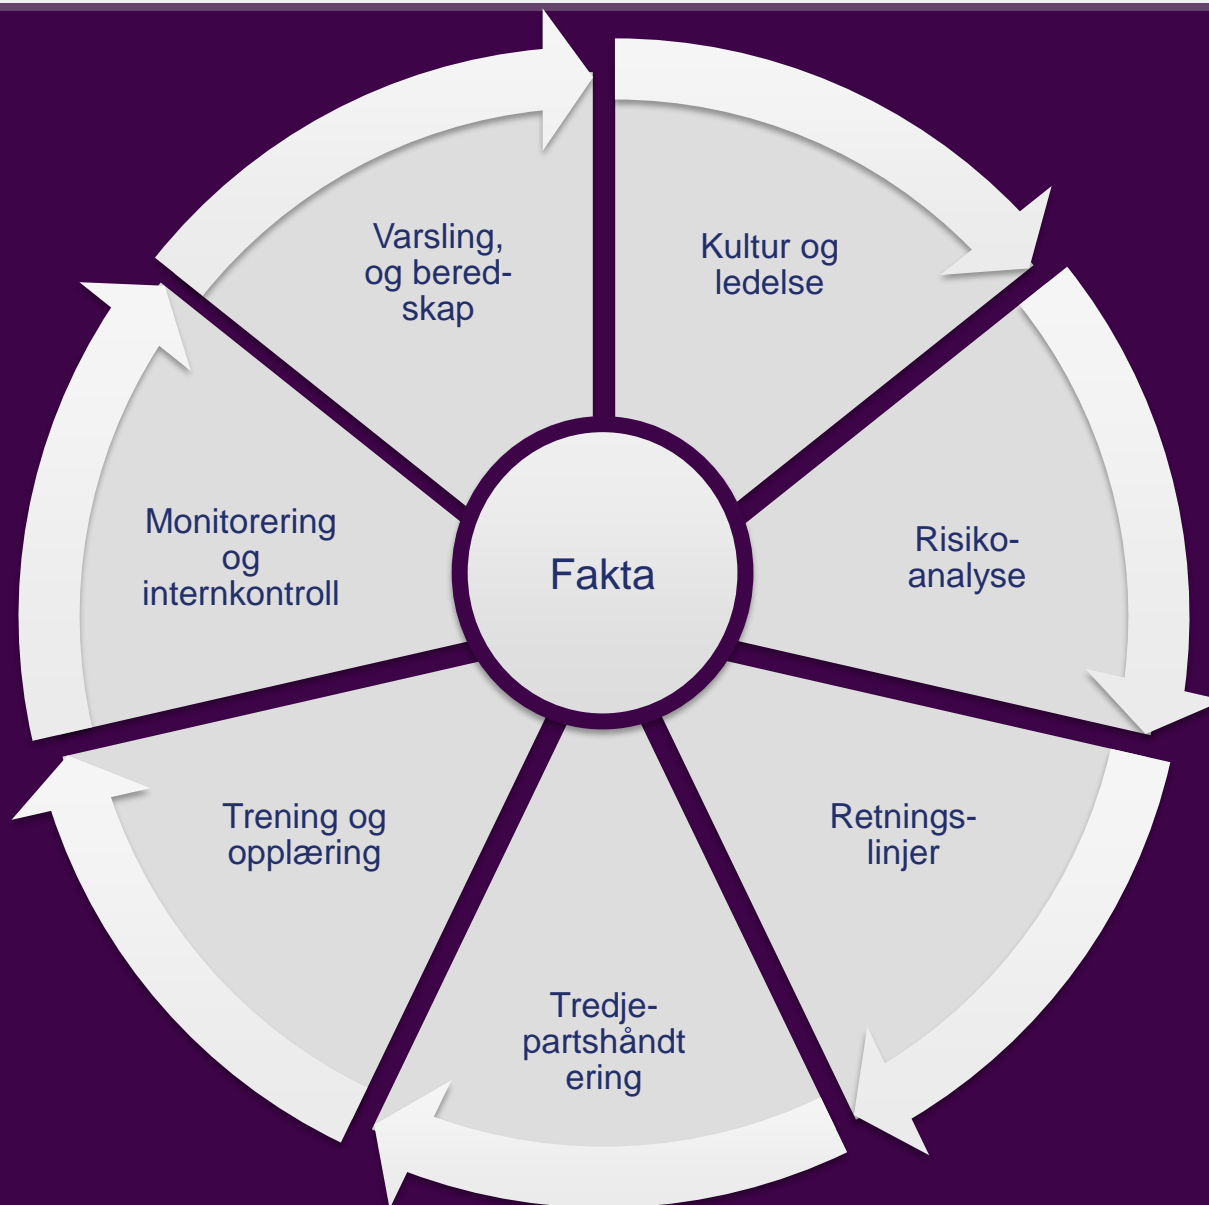 Varsling,
og bered-
skap
Kultur og
ledelse
Monitorering
og
internkontroll
Fakta
Risiko-
analyse
Trening og
opplæring
Retnings-
linjer
Tredje-
partshåndt
ering